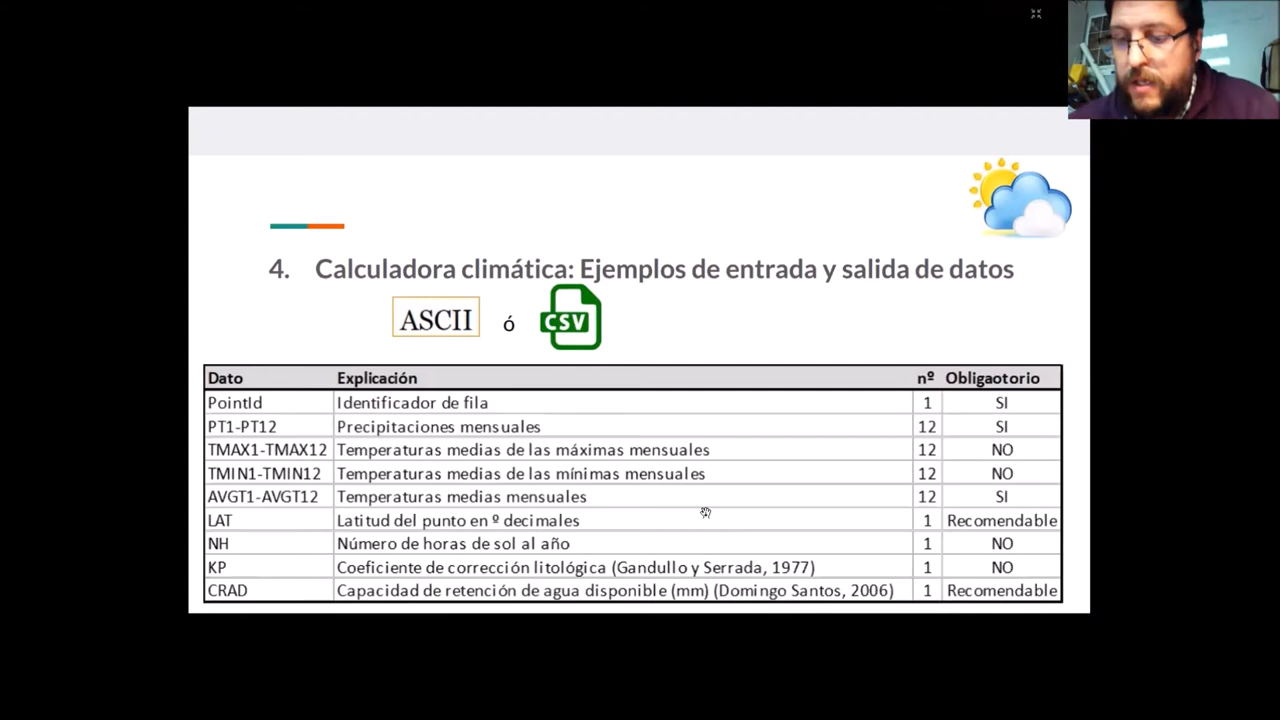 4. Calculadora climática: Ejemplos de entrada y salida de datos
ASCII ó CSV
Dato Explicación nº Obligaotorio
PointId Identificador de fila 1 SI
PT1-PT12 Precipitaciones mensuales 12 SI
TMAX1-TMAX12 Temperaturas medias de las máximas mensuales 12 NO
TMIN1-TMIN12 Temperaturas medias de las mínimas mensuales 12 NO
AVGT1-AVGT12 Temperaturas medias mensuales 12 SI
LAT Latitud del punto en º decimales 1 Recomendable
NH Número de horas de sol al año 1 NO
KP Coeficiente de corrección litológica (Gandullo y Serrada, 1977) 1 NO
CRAD Capacidad de retención de agua disponible (mm) (Domingo Santos, 2006) 1 Recomendable